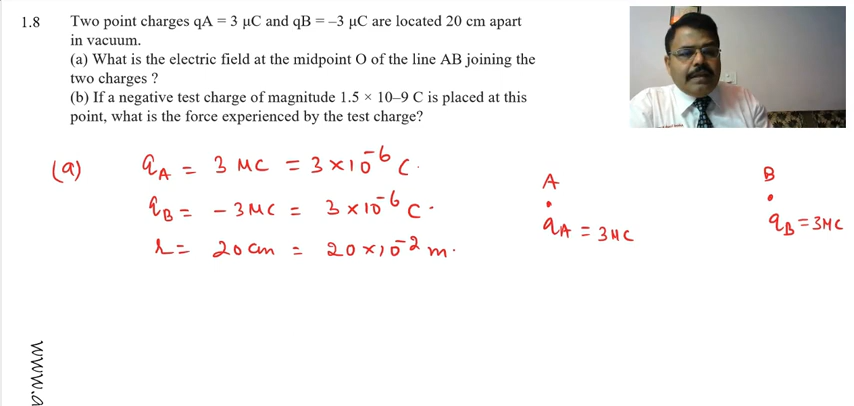 1.8 Two point charges qA = 3 μC and qB = –3 μC are located 20 cm apart
in vacuum.
(a) What is the electric field at the midpoint O of the line AB joining the
two charges ?
(b) If a negative test charge of magnitude 1.5 × 10–9 C is placed at this
point, what is the force experienced by the test charge?
(a) qA = 3 μC = 3×10⁻⁶ C.
qB = - 3μC = 3×10⁻⁶ C.
r = 20 cm = 20×10⁻² m.
A
B
qA = 3μC
qB = 3μC
www.a